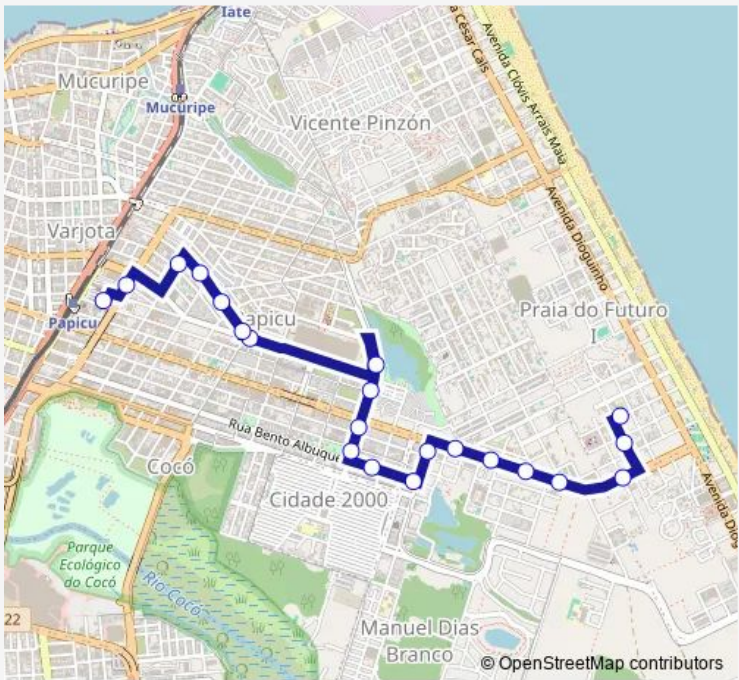 Iate
a César Cals
Avenida Clóvis Arrais Maia
Mucuripe
Mucuripe
Vicente Pinzón
Avenida Dioguinho
Varjota
Papicu
apicu
Praia do Futuro
I
Rua Bento Albuque
Cocó
Cidade 2000
Avenida Diog
Parque
Ecológico
do Cocó
Rio Cocó
22
Manuel Dias
Branco
© OpenStreetMap contributors